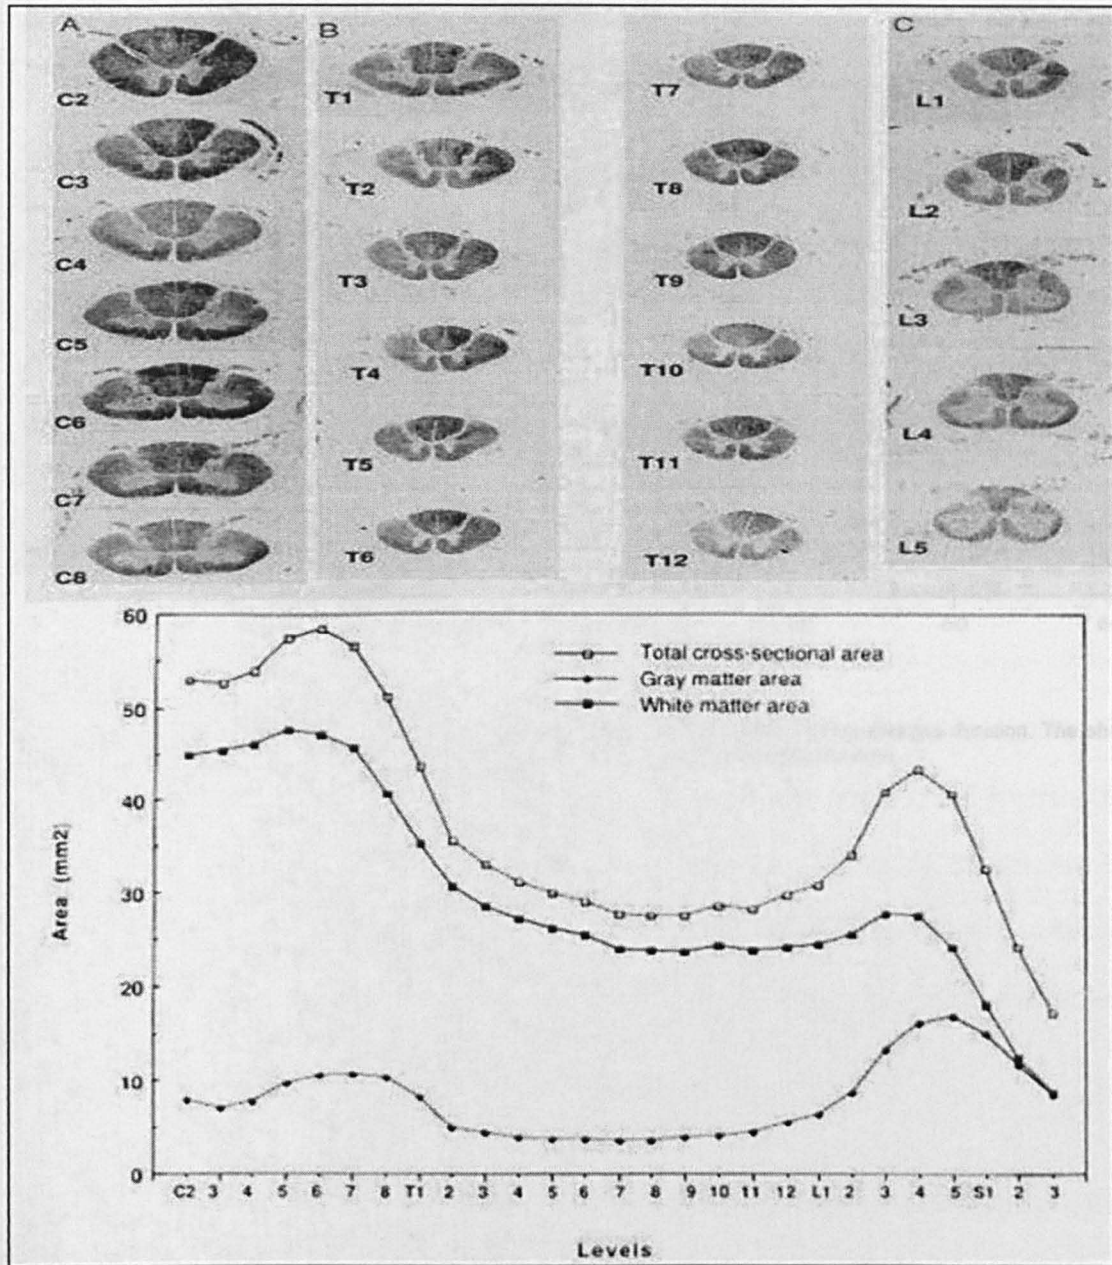 A
B
C
C2
C3
C4
C5
C6
C7
C8
T1
T2
T3
T4
T5
T6
T7
T8
T9
T10
T11
T12
L1
L2
L3
L4
L5
60
50
40
30
20
10
0
Area (mm2)
Total cross-sectional area
Gray matter area
White matter area
C2 3 4 5 6 7 8 T1 2 3 4 5 6 7 8 9 10 11 12 L1 2 3 4 5 S1 2 3
Levels